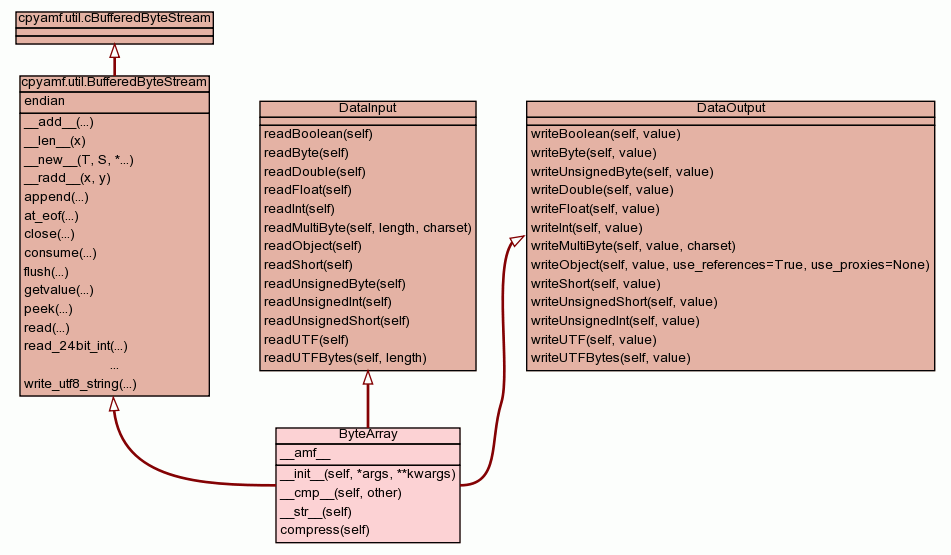 cpyamf.util.cBufferedByteStream
cpyamf.util.BufferedByteStream
endian
__add__(...)
__len__(x)
__new__(T, S, *...)
__radd__(x, y)
append(...)
at_eof(...)
close(...)
consume(...)
flush(...)
getvalue(...)
peek(...)
read(...)
read_24bit_int(...)
...
write_utf8_string(...)
DataInput
readBoolean(self)
readByte(self)
readDouble(self)
readFloat(self)
readInt(self)
readMultiByte(self, length, charset)
readObject(self)
readShort(self)
readUnsignedByte(self)
readUnsignedInt(self)
readUnsignedShort(self)
readUTF(self)
readUTFBytes(self, length)
DataOutput
writeBoolean(self, value)
writeByte(self, value)
writeUnsignedByte(self, value)
writeDouble(self, value)
writeFloat(self, value)
writeInt(self, value)
writeMultiByte(self, value, charset)
writeObject(self, value, use_references=True, use_proxies=None)
writeShort(self, value)
writeUnsignedShort(self, value)
writeUnsignedInt(self, value)
writeUTF(self, value)
writeUTFBytes(self, value)
ByteArray
__amf__
__init__(self, *args, **kwargs)
__cmp__(self, other)
__str__(self)
compress(self)